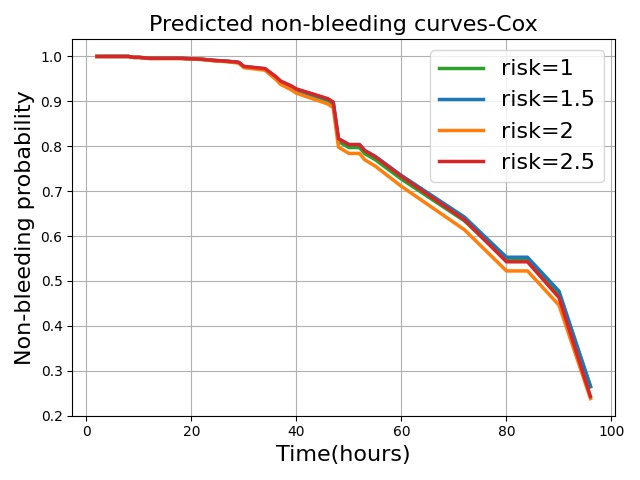 Predicted non-bleeding curves-Cox
Non-bleeding probability
1.0
0.9
0.8
0.7
0.6
0.5
0.4
0.3
0.2
risk=1
risk=1.5
risk=2
risk=2.5
0 20 40 60 80 100
Time(hours)